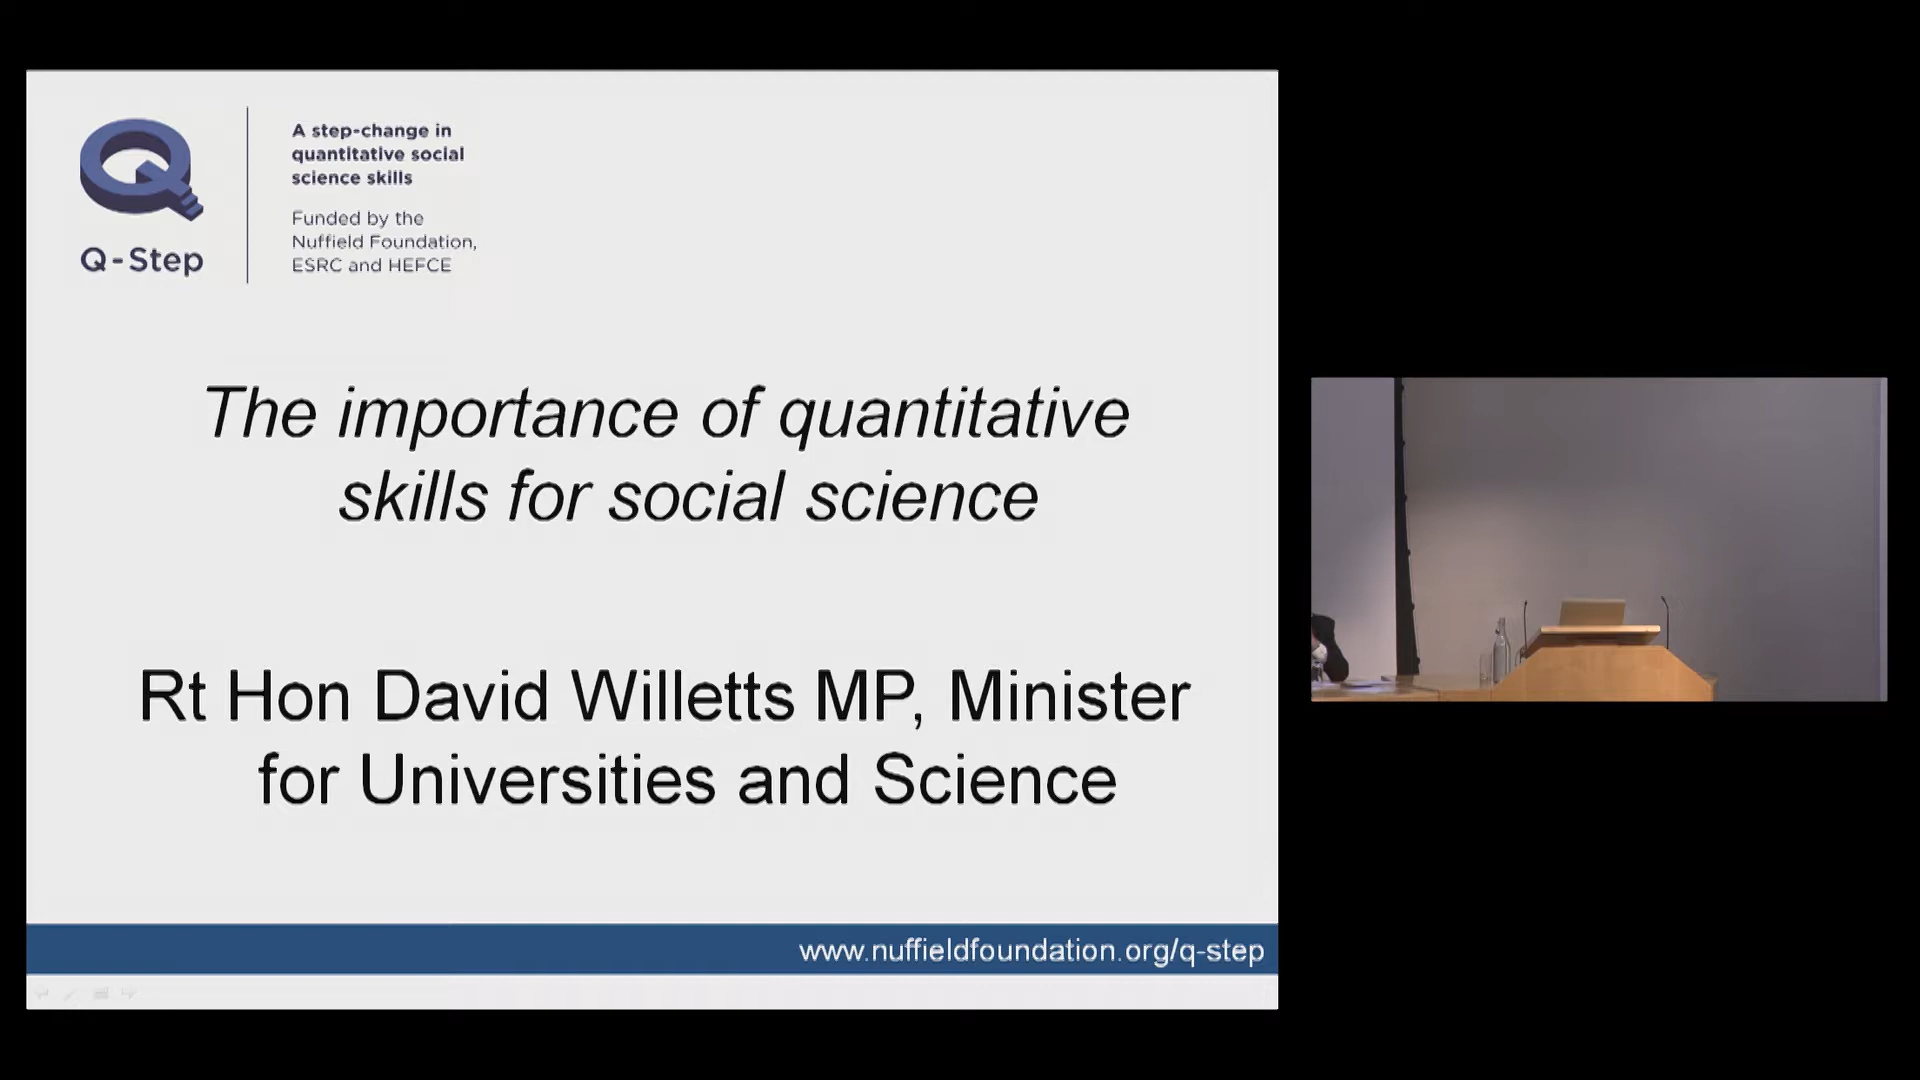 Q-Step
A step-change in
quantitative social
science skills
Funded by the
Nuffield Foundation,
ESRC and HEFCE
The importance of quantitative
skills for social science
Rt Hon David Willetts MP, Minister
for Universities and Science
www.nuffieldfoundation.org/q-step